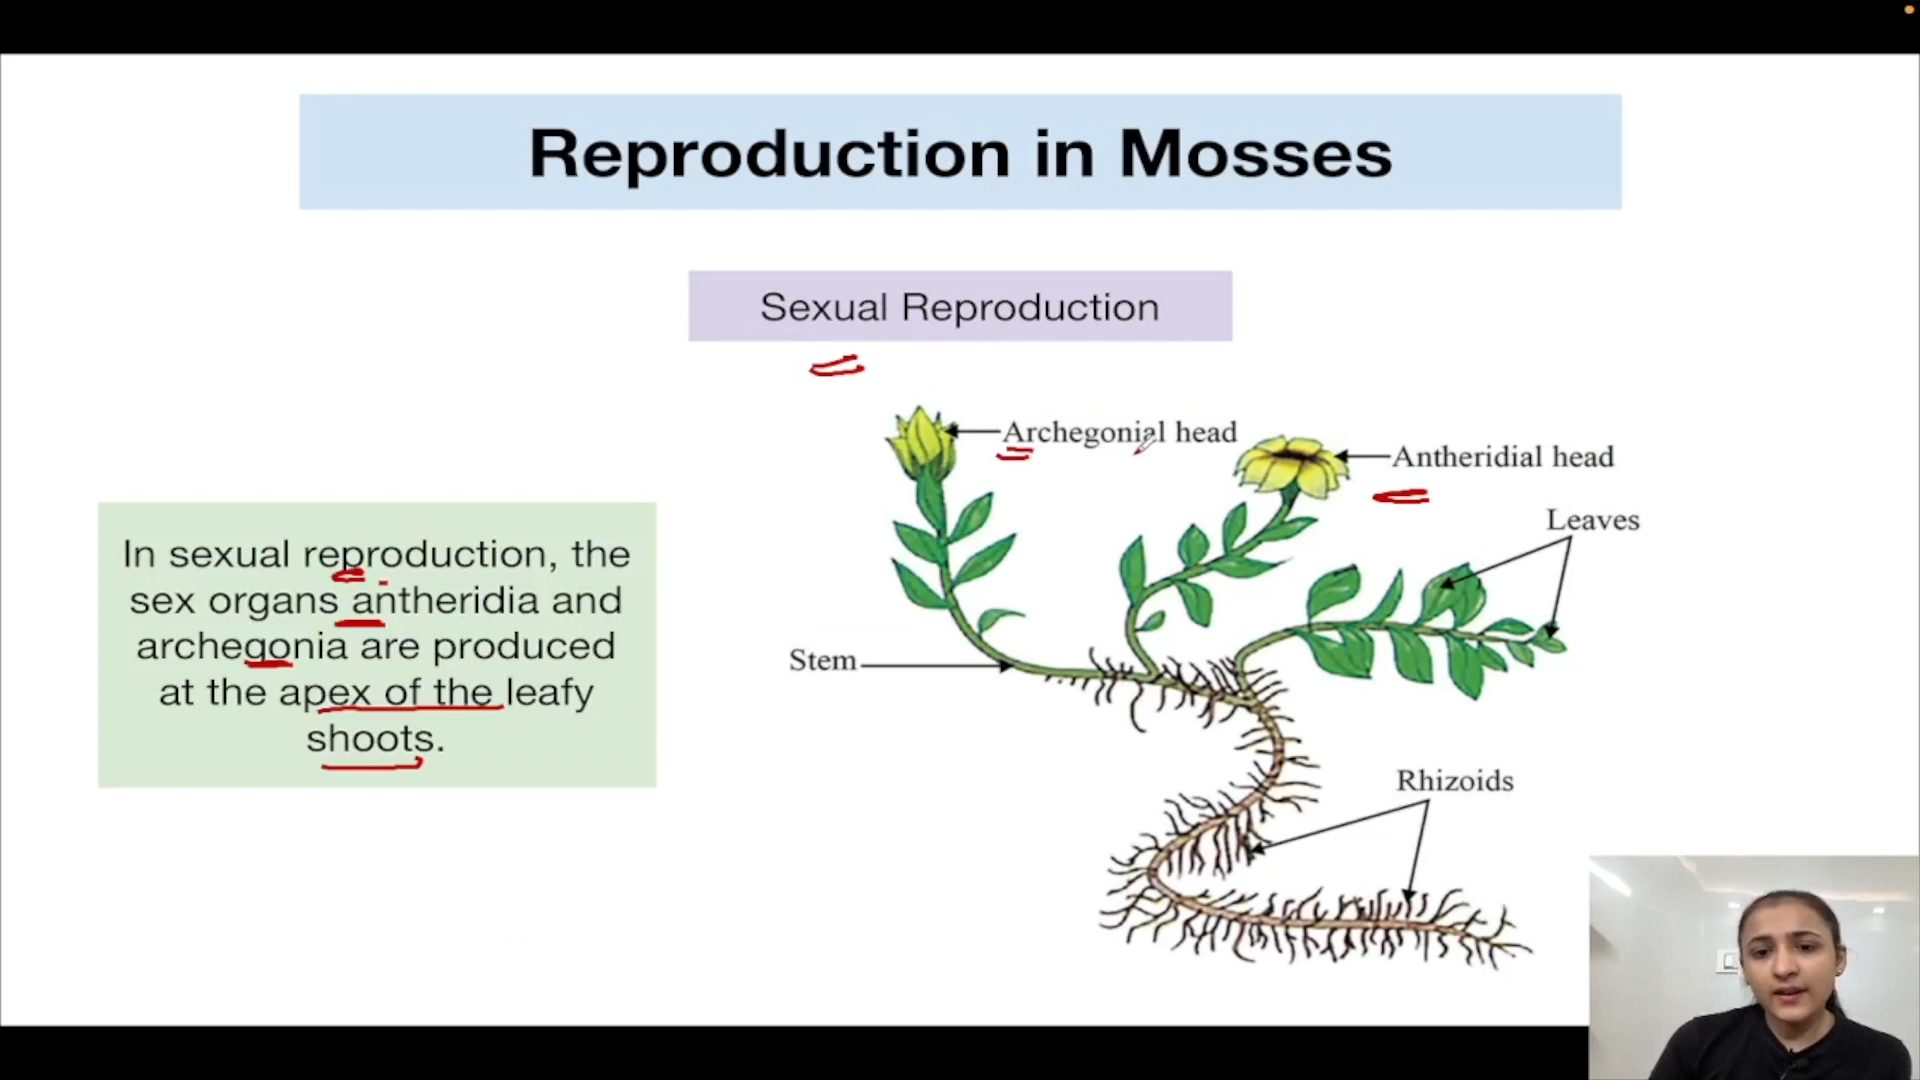 Reproduction in Mosses
Sexual Reproduction
Archegonial head
Antheridial head
Leaves
In sexual reproduction, the
sex organs antheridia and
archegonia are produced
at the apex of the leafy
shoots.
Stem
Rhizoids